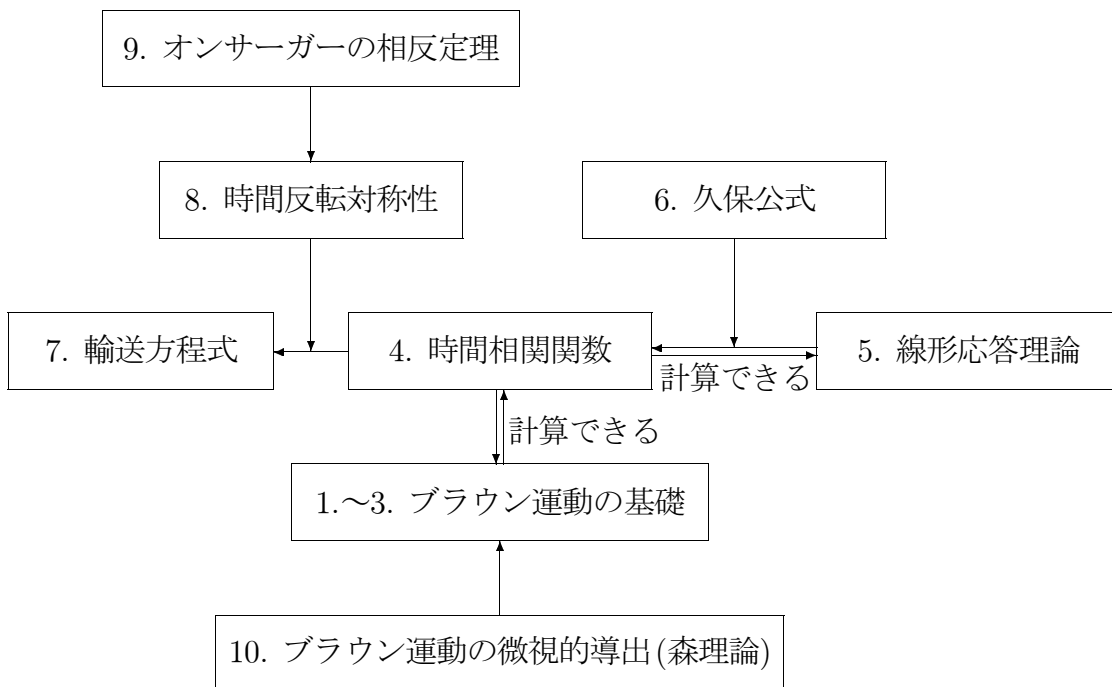 9. オンサーガーの相反定理
8. 時間反転対称性
6. 久保公式
7. 輸送方程式
4. 時間相関関数
5. 線形応答理論
計算できる
計算できる
1.〜3. ブラウン運動の基礎
10. ブラウン運動の微視的導出(森理論)